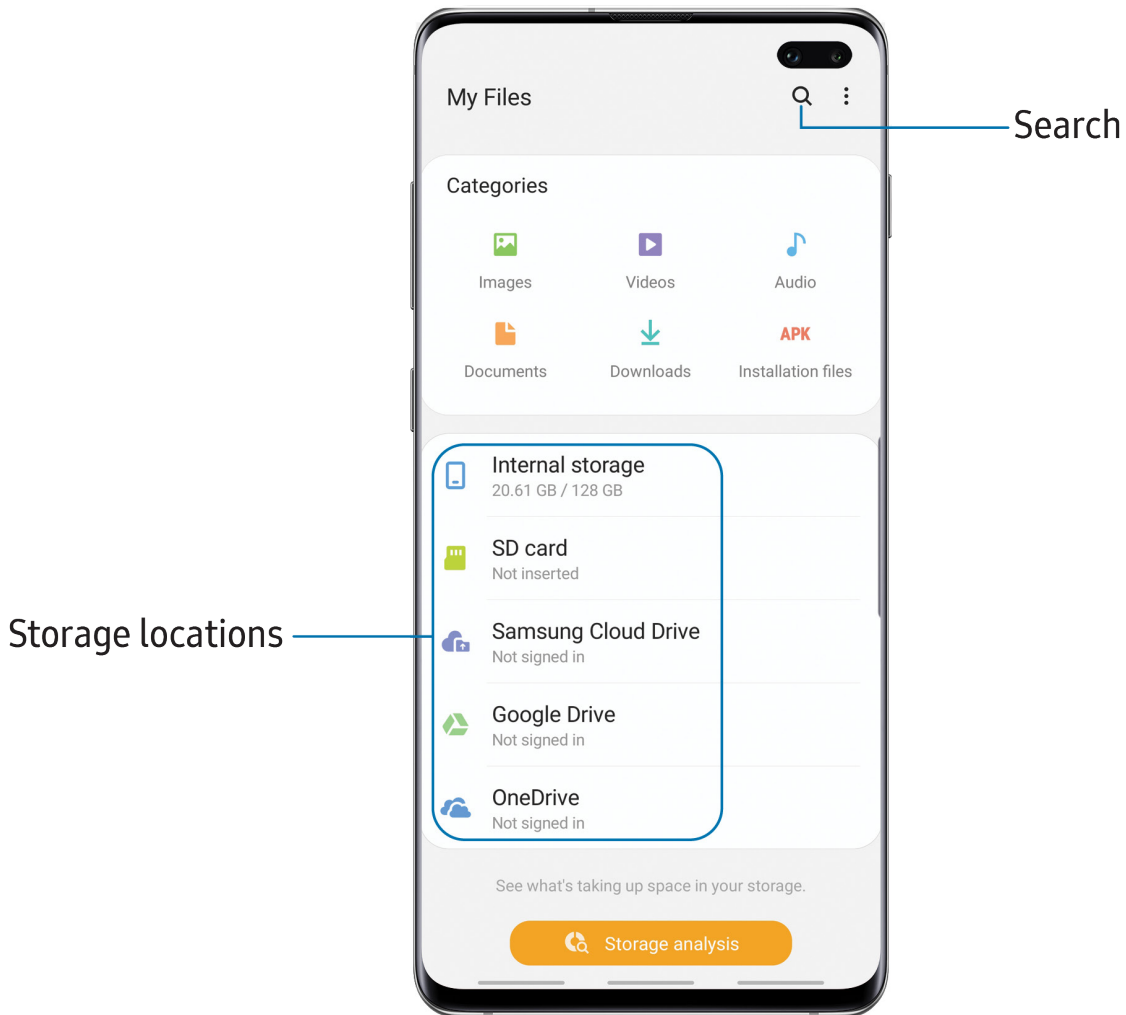 My Files
Search
Categories
Images Videos Audio
APK
Documents Downloads Installation files
Internal storage
20.61 GB / 128 GB
SD card
Not inserted
Storage locations
Samsung Cloud Drive
Not signed in
Google Drive
Not signed in
OneDrive
Not signed in
See what's taking up space in your storage.
Storage analysis